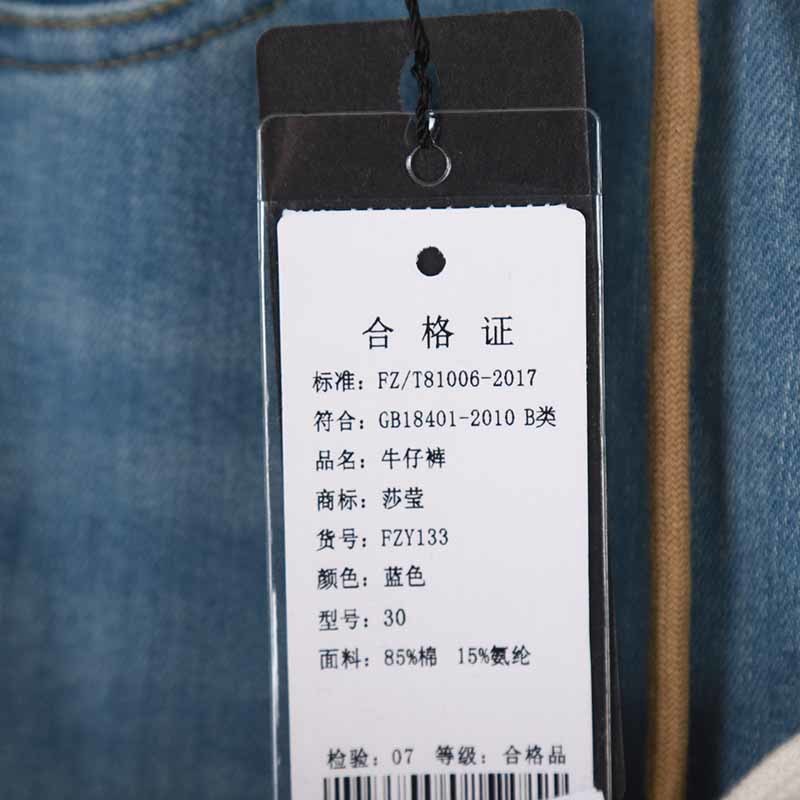 合格证
标准：FZ/T81006-2017
符合：GB18401-2010 B类
品名：牛仔裤
商标：莎莹
货号：FZY133
颜色：蓝色
型号：30
面料：85%棉 15%氨纶
检验：07 等级：合格品